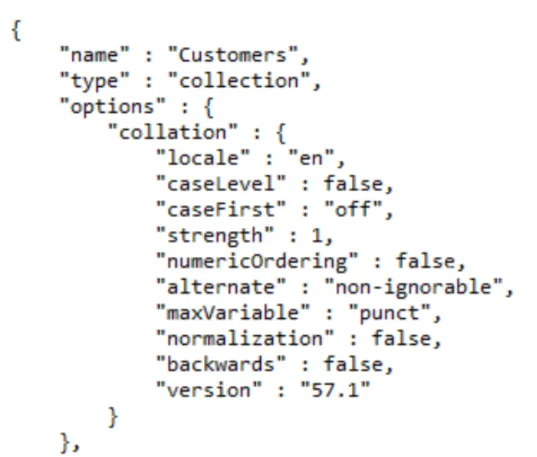 {
    "name" : "Customers",
    "type" : "collection",
    "options" : {
        "collation" : {
            "locale" : "en",
            "caseLevel" : false,
            "caseFirst" : "off",
            "strength" : 1,
            "numericOrdering" : false,
            "alternate" : "non-ignorable",
            "maxVariable" : "punct",
            "normalization" : false,
            "backwards" : false,
            "version" : "57.1"
        }
    },